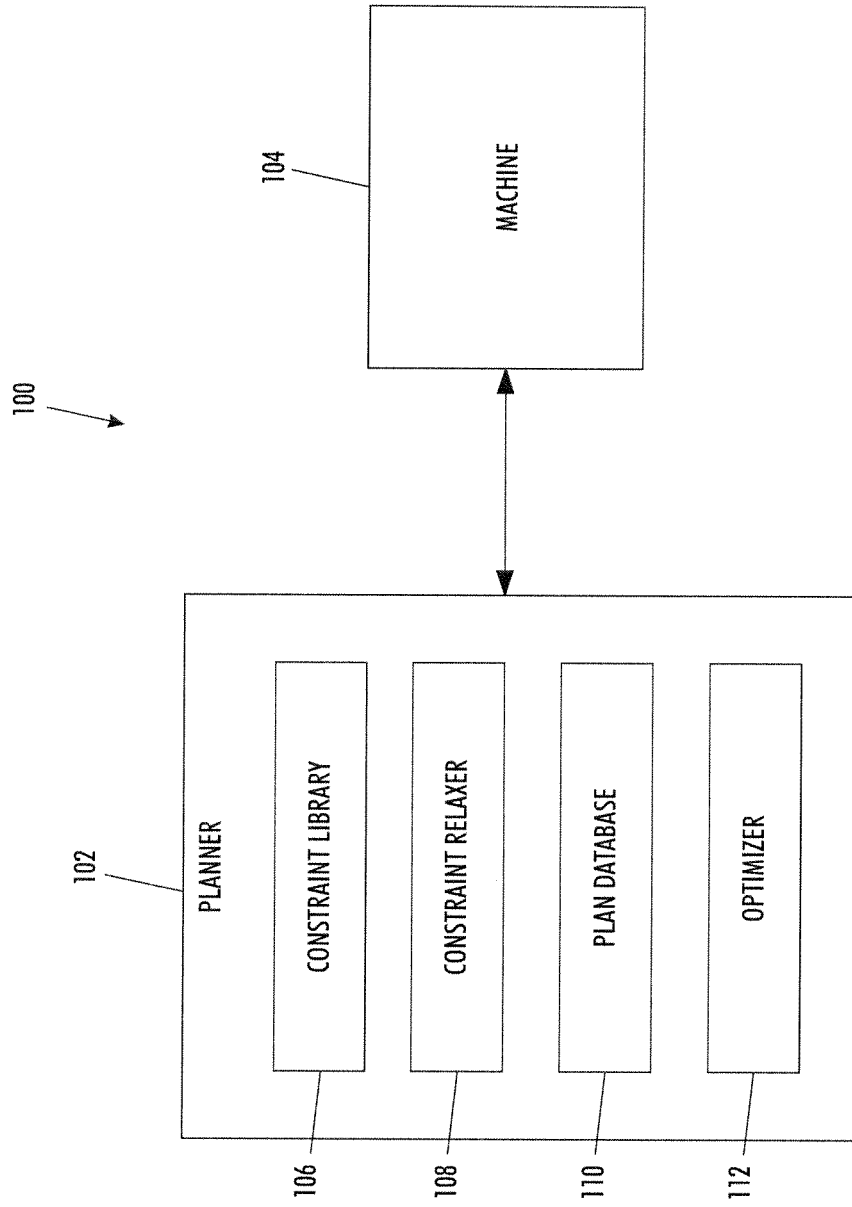 100
102
PLANNER
106
CONSTRAINT LIBRARY
108
CONSTRAINT RELAXER
110
PLAN DATABASE
112
OPTIMIZER
104
MACHINE